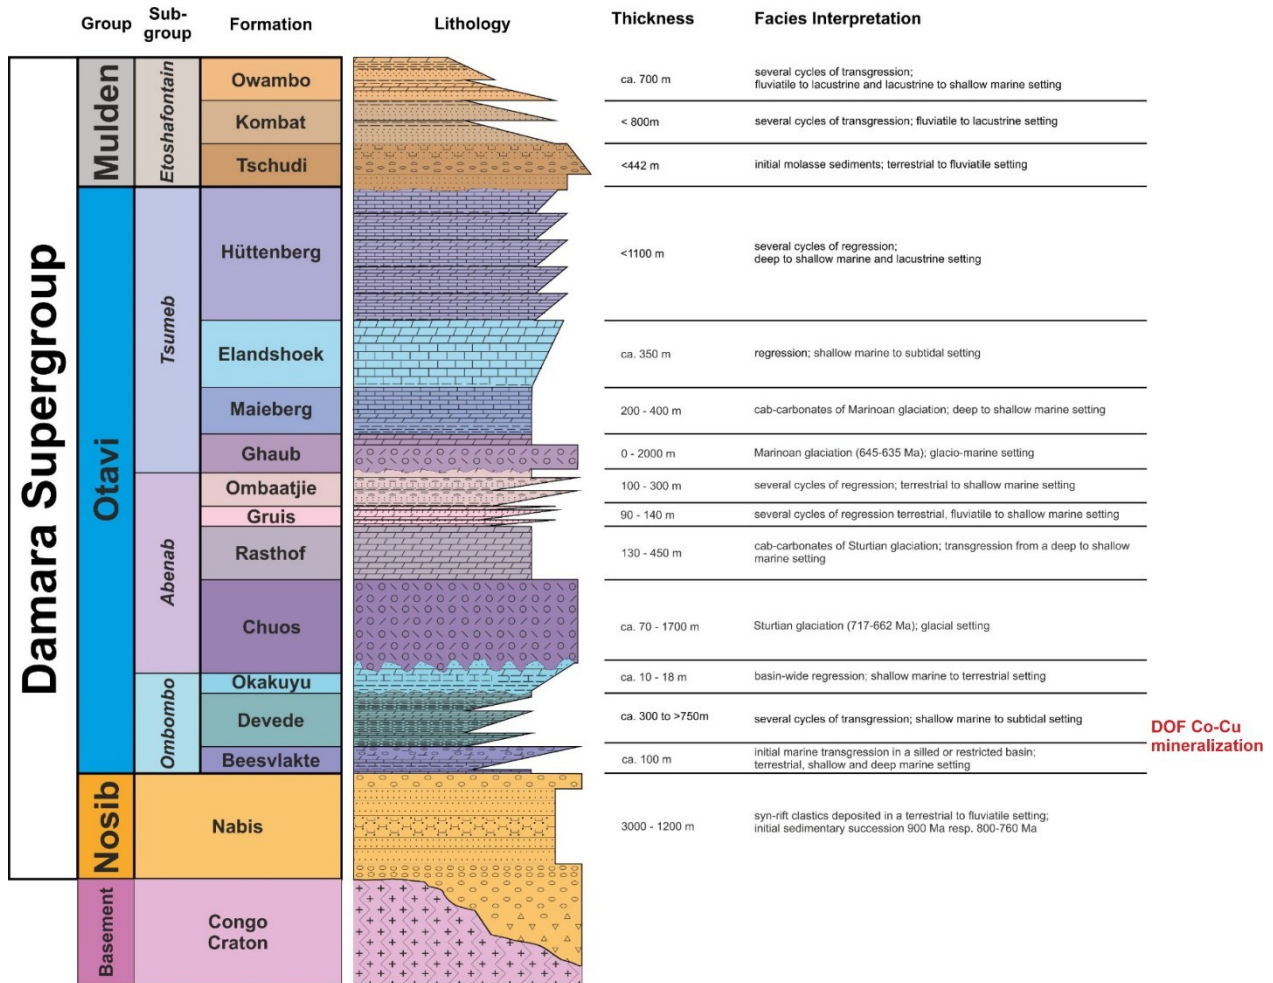 Group
Sub-
group
Formation
Lithology
Thickness
Facies Interpretation
Damara Supergroup
Mulden
Etoshafontain
Owambo
ca. 700 m
several cycles of transgression;
fluviatile to lacustrine and lacustrine to shallow marine setting
Kombat
< 800m
several cycles of transgression; fluviatile to lacustrine setting
Tschudi
<442 m
initial molasse sediments; terrestrial to fluviatile setting
Otavi
Tsumeb
Hüttenberg
<1100 m
several cycles of regression;
deep to shallow marine and lacustrine setting
Elandshoek
ca. 350 m
regression; shallow marine to subtidal setting
Maieberg
200 - 400 m
cab-carbonates of Marinoan glaciation; deep to shallow marine setting
Ghaub
0 - 2000 m
Marinoan glaciation (645-635 Ma); glacio-marine setting
Abenab
Ombaatjie
100 - 300 m
several cycles of regression; terrestrial to shallow marine setting
Gruis
90 - 140 m
several cycles of regression terrestrial, fluviatile to shallow marine setting
Rasthof
130 - 450 m
cab-carbonates of Sturtian glaciation; transgression from a deep to shallow
marine setting
Chuos
ca. 70 - 1700 m
Sturtian glaciation (717-662 Ma); glacial setting
Ombombo
Okakuyu
ca. 10 - 18 m
basin-wide regression; shallow marine to terrestrial setting
Devede
ca. 300 to >750m
several cycles of transgression; shallow marine to subtidal setting
DOF Co-Cu
mineralization
Beesvlakte
ca. 100 m
initial marine transgression in a silled or restricted basin;
terrestrial, shallow and deep marine setting
Nosib
Nabis
3000 - 1200 m
syn-rift clastics deposited in a terrestrial to fluviatile setting;
initial sedimentary succession 900 Ma resp. 800-760 Ma
Basement
Congo
Craton